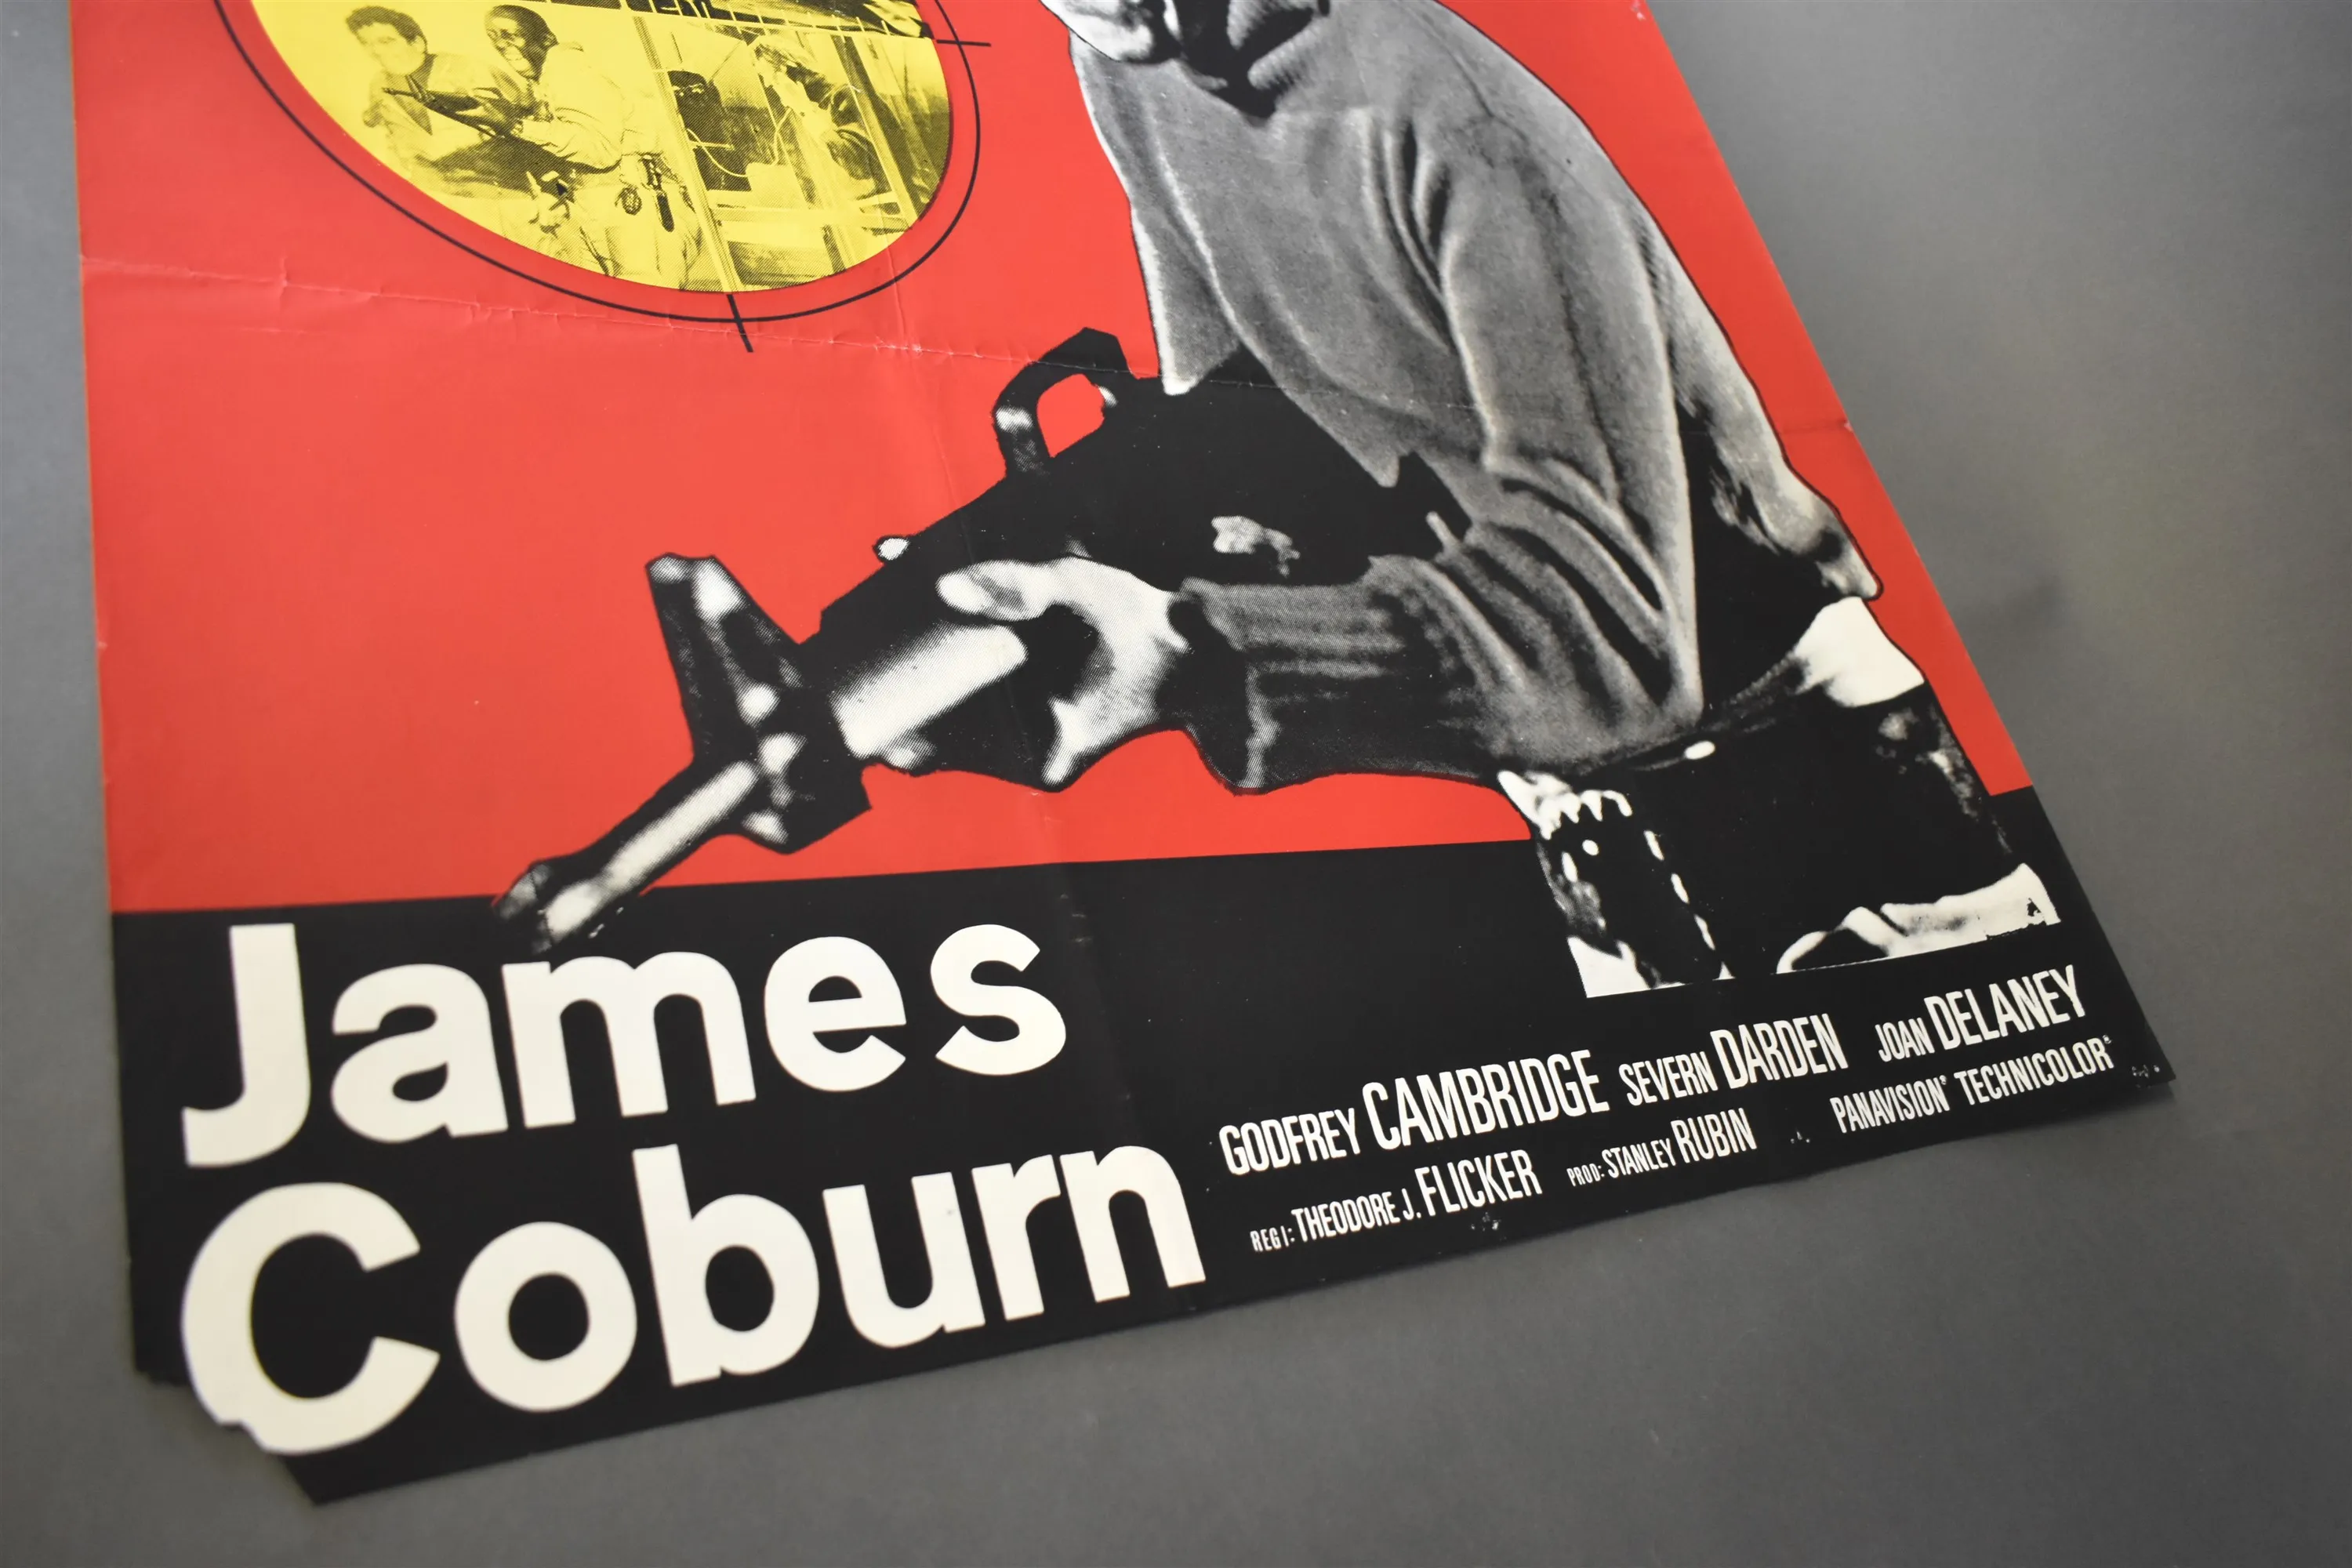 James
Coburn
GODFREY CAMBRIDGE SEVERN DARDEN JOAN DELANEY
REGI: THEODORE J. FLICKER PROD: STANLEY RUBIN PANAVISION® TECHNICOLOR®